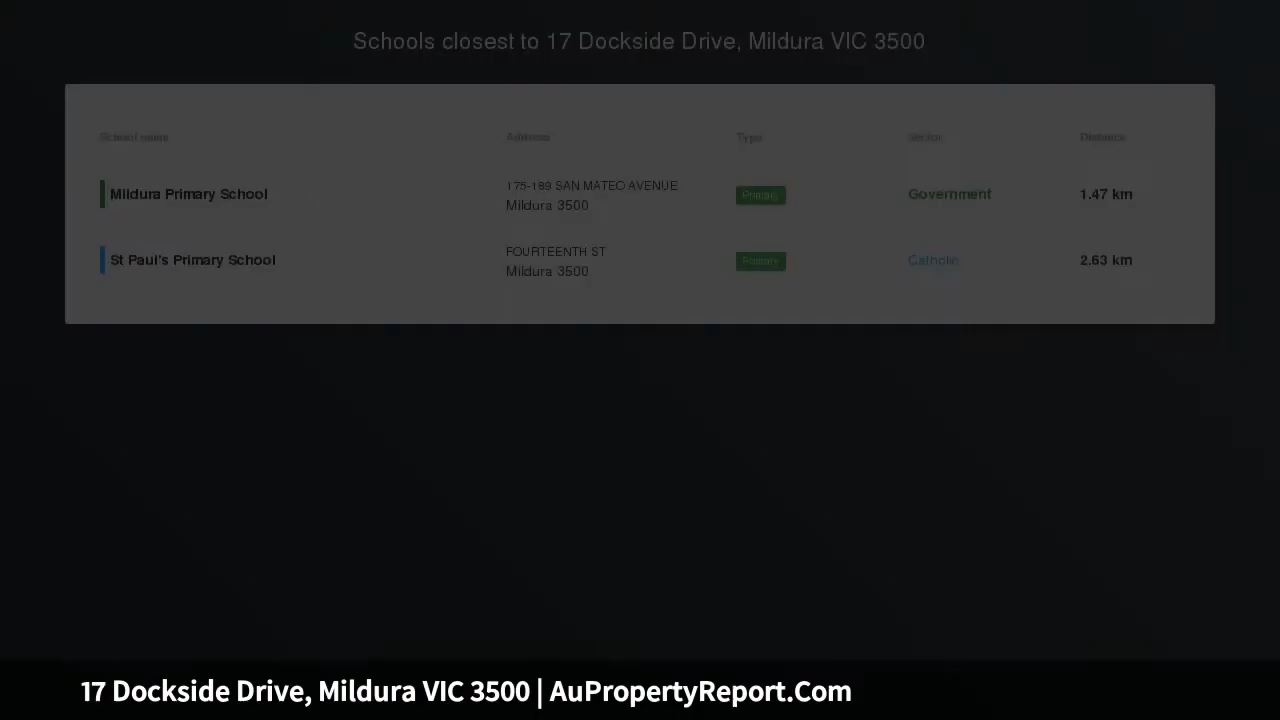 Schools closest to 17 Dockside Drive, Mildura VIC 3500
School name Address Type Sector Distance
Mildura Primary School 175-189 SAN MATEO AVENUE Mildura 3500 Primary Government 1.47 km
St Paul's Primary School FOURTEENTH ST Mildura 3500 Primary Catholic 2.63 km
17 Dockside Drive, Mildura VIC 3500 | AuPropertyReport.Com